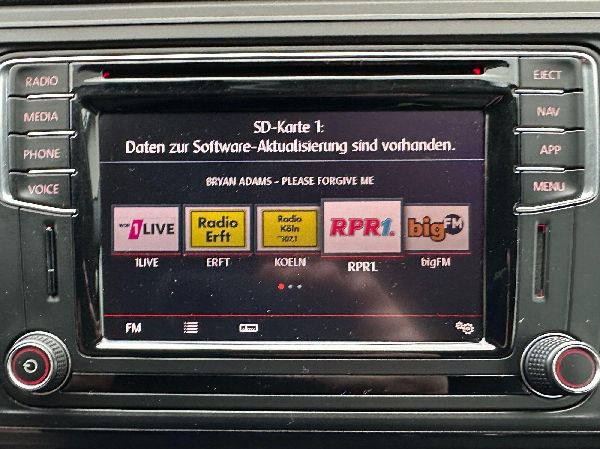 RADIO
MEDIA
PHONE
VOICE
EJECT
NAV
APP
MENU
SD-Karte 1:
Daten zur Software-Aktualisierung sind vorhanden.
BRYAN ADAMS - PLEASE FORGIVE ME
1LIVE
Radio
Erft
Radio
Köln
107,1
RPR1.
bigFM
1LIVE
ERFT
KOELN
RPR1.
bigFM
FM